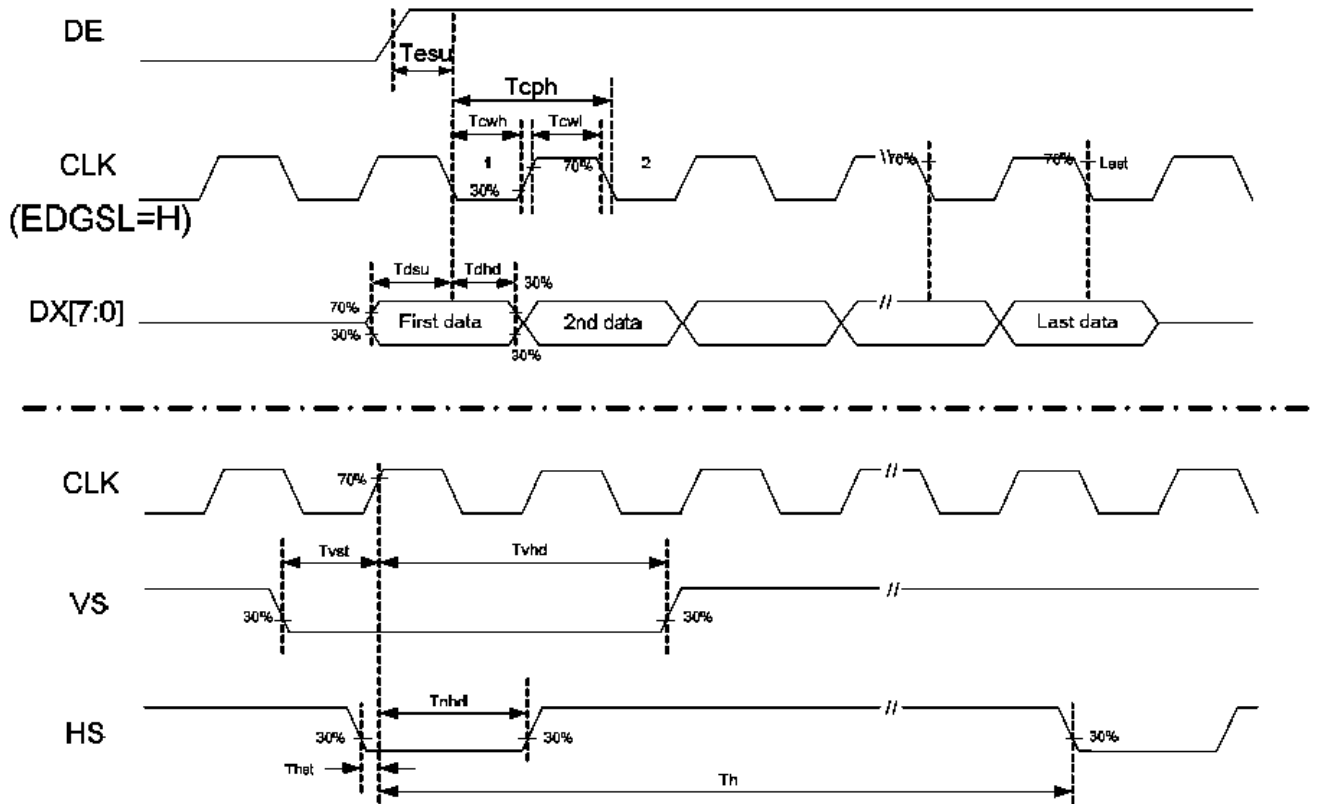 DE
Tesu
Tcph
Tcwh
Tcwl
CLK
1
70%
2
70%
70%
Last
30%
(EDGSL=H)
Tdsu
Tdhd
30%
DX[7:0]
70%
First data
2nd data
//
Last data
30%
30%
CLK
70%
//
Tvst
Tvhd
VS
//
30%
30%
Thhd
//
HS
30%
30%
30%
Thst
Th